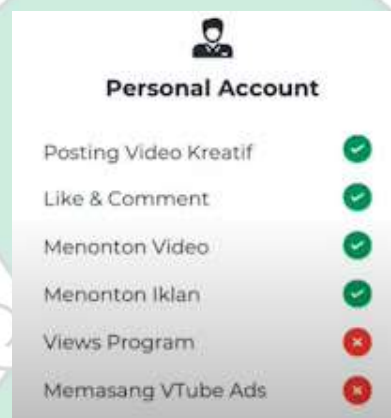 Personal Account
Posting Video Kreatif
Like & Comment
Menonton Video
Menonton Iklan
Views Program
Memasang VTube Ads